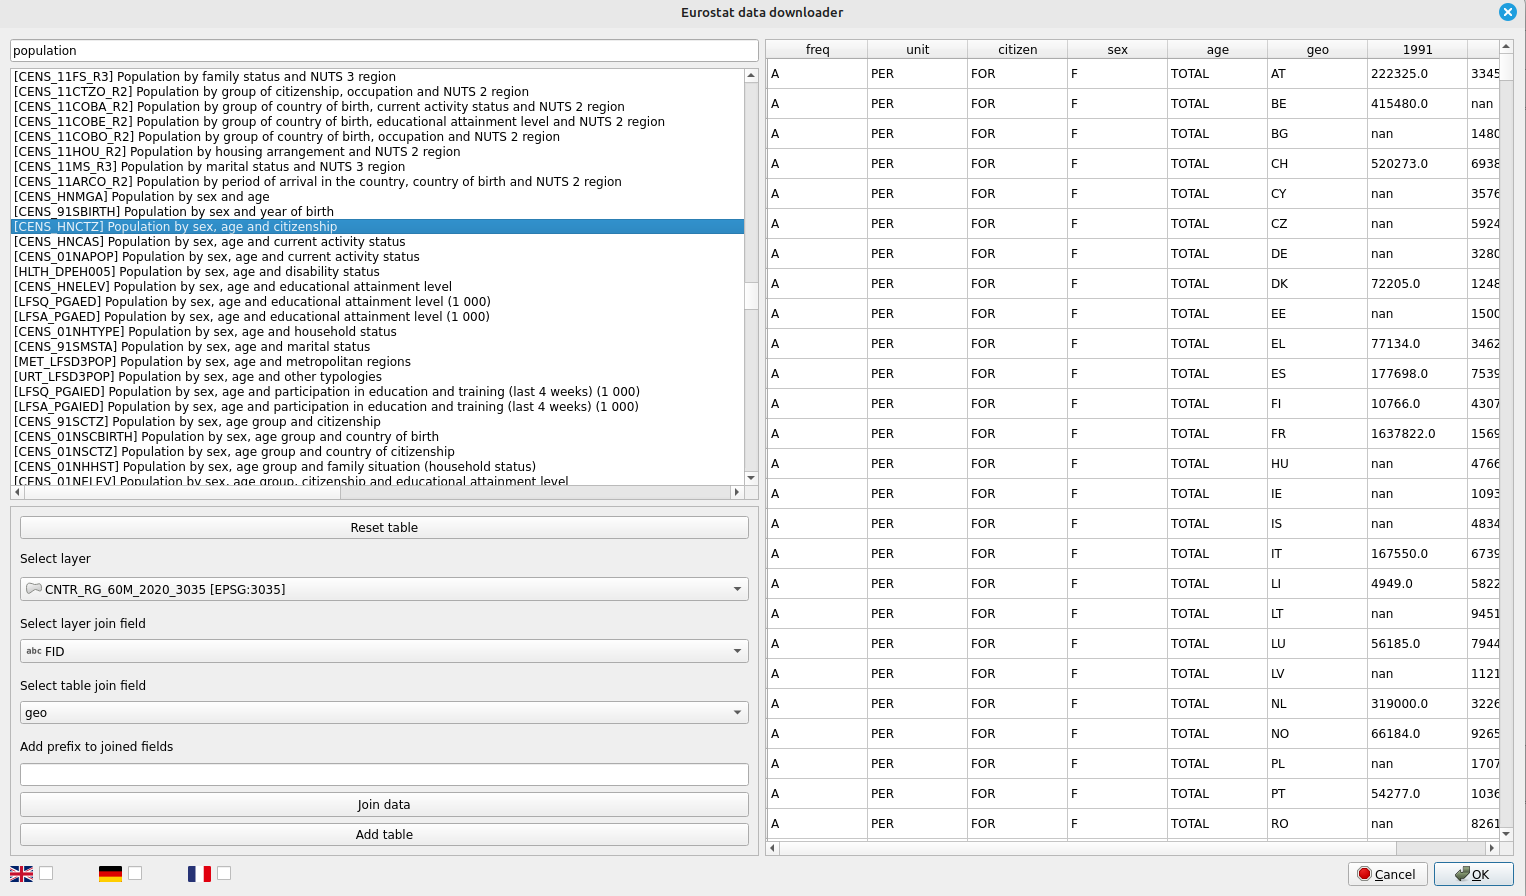 Eurostat data downloader
population
[CENS_11FS_R3] Population by family status and NUTS 3 region
[CENS_11CTZO_R2] Population by group of citizenship, occupation and NUTS 2 region
[CENS_11COBA_R2] Population by group of country of birth, current activity status and NUTS 2 region
[CENS_11COBE_R2] Population by group of country of birth, educational attainment level and NUTS 2 region
[CENS_11COBO_R2] Population by group of country of birth, occupation and NUTS 2 region
[CENS_11HOU_R2] Population by housing arrangement and NUTS 2 region
[CENS_11MS_R3] Population by marital status and NUTS 3 region
[CENS_11ARCO_R2] Population by period of arrival in the country, country of birth and NUTS 2 region
[CENS_HNMGA] Population by sex and age
[CENS_91SBIRTH] Population by sex and year of birth
[CENS_HNCTZ] Population by sex, age and citizenship
[CENS_HNCAS] Population by sex, age and current activity status
[CENS_01NAPOP] Population by sex, age and current activity status
[HLTH_DPEH005] Population by sex, age and disability status
[CENS_HNELEV] Population by sex, age and educational attainment level
[LFSQ_PGAED] Population by sex, age and educational attainment level (1 000)
[LFSA_PGAED] Population by sex, age and educational attainment level (1 000)
[CENS_01NHTYPE] Population by sex, age and household status
[CENS_91SMSTA] Population by sex, age and marital status
[MET_LFSD3POP] Population by sex, age and metropolitan regions
[URT_LFSD3POP] Population by sex, age and other typologies
[LFSQ_PGAIED] Population by sex, age and participation in education and training (last 4 weeks) (1 000)
[LFSA_PGAIED] Population by sex, age and participation in education and training (last 4 weeks) (1 000)
[CENS_91SCTZ] Population by sex, age group and citizenship
[CENS_01NSCBIRTH] Population by sex, age group and country of birth
[CENS_01NSCTZ] Population by sex, age group and country of citizenship
[CENS_01NHHST] Population by sex, age group and family situation (household status)
[CENS_01NELEV] Population by sex, age group, citizenship and educational attainment level
Reset table
Select layer
CNTR_RG_60M_2020_3035 [EPSG:3035]
Select layer join field
abc FID
Select table join field
geo
Add prefix to joined fields
Join data
Add table
freq unit citizen sex age geo 1991
A PER FOR F TOTAL AT 222325.0 3345
A PER FOR F TOTAL BE 415480.0 nan
A PER FOR F TOTAL BG nan 1480
A PER FOR F TOTAL CH 520273.0 6938
A PER FOR F TOTAL CY nan 3576
A PER FOR F TOTAL CZ nan 5924
A PER FOR F TOTAL DE nan 3280
A PER FOR F TOTAL DK 72205.0 1248
A PER FOR F TOTAL EE nan 1500
A PER FOR F TOTAL EL 77134.0 3462
A PER FOR F TOTAL ES 177698.0 7539
A PER FOR F TOTAL FI 10766.0 4307
A PER FOR F TOTAL FR 1637822.0 1569
A PER FOR F TOTAL HU nan 4766
A PER FOR F TOTAL IE nan 1093
A PER FOR F TOTAL IS nan 4834
A PER FOR F TOTAL IT 167550.0 6739
A PER FOR F TOTAL LI 4949.0 5822
A PER FOR F TOTAL LT nan 9451
A PER FOR F TOTAL LU 56185.0 7944
A PER FOR F TOTAL LV nan 1121
A PER FOR F TOTAL NL 319000.0 3226
A PER FOR F TOTAL NO 66184.0 9265
A PER FOR F TOTAL PL nan 1707
A PER FOR F TOTAL PT 54277.0 1036
A PER FOR F TOTAL RO nan 8261
Cancel
OK